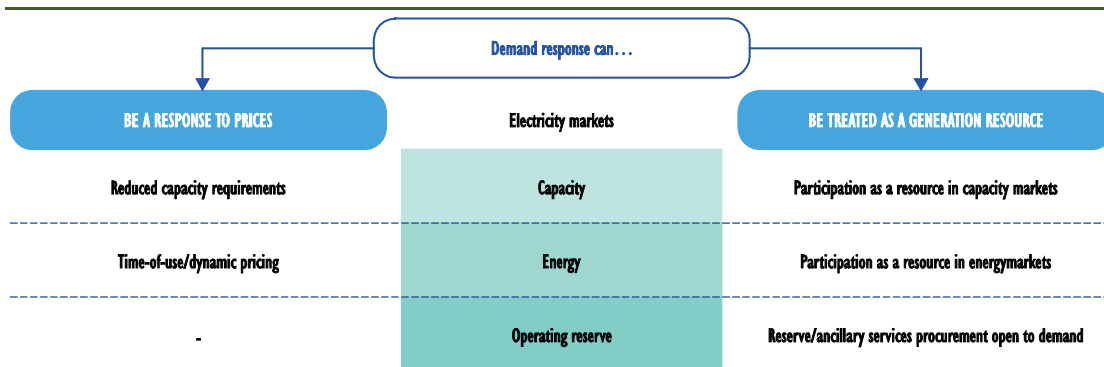 Demand response can...
BE A RESPONSE TO PRICES
Electricity markets
BE TREATED AS A GENERATION RESOURCE
Reduced capacity requirements
Capacity
Participation as a resource in capacity markets
Time-of-use/dynamic pricing
Energy
Participation as a resource in energymarkets
-
Operating reserve
Reserve/ancillary services procurement open to demand